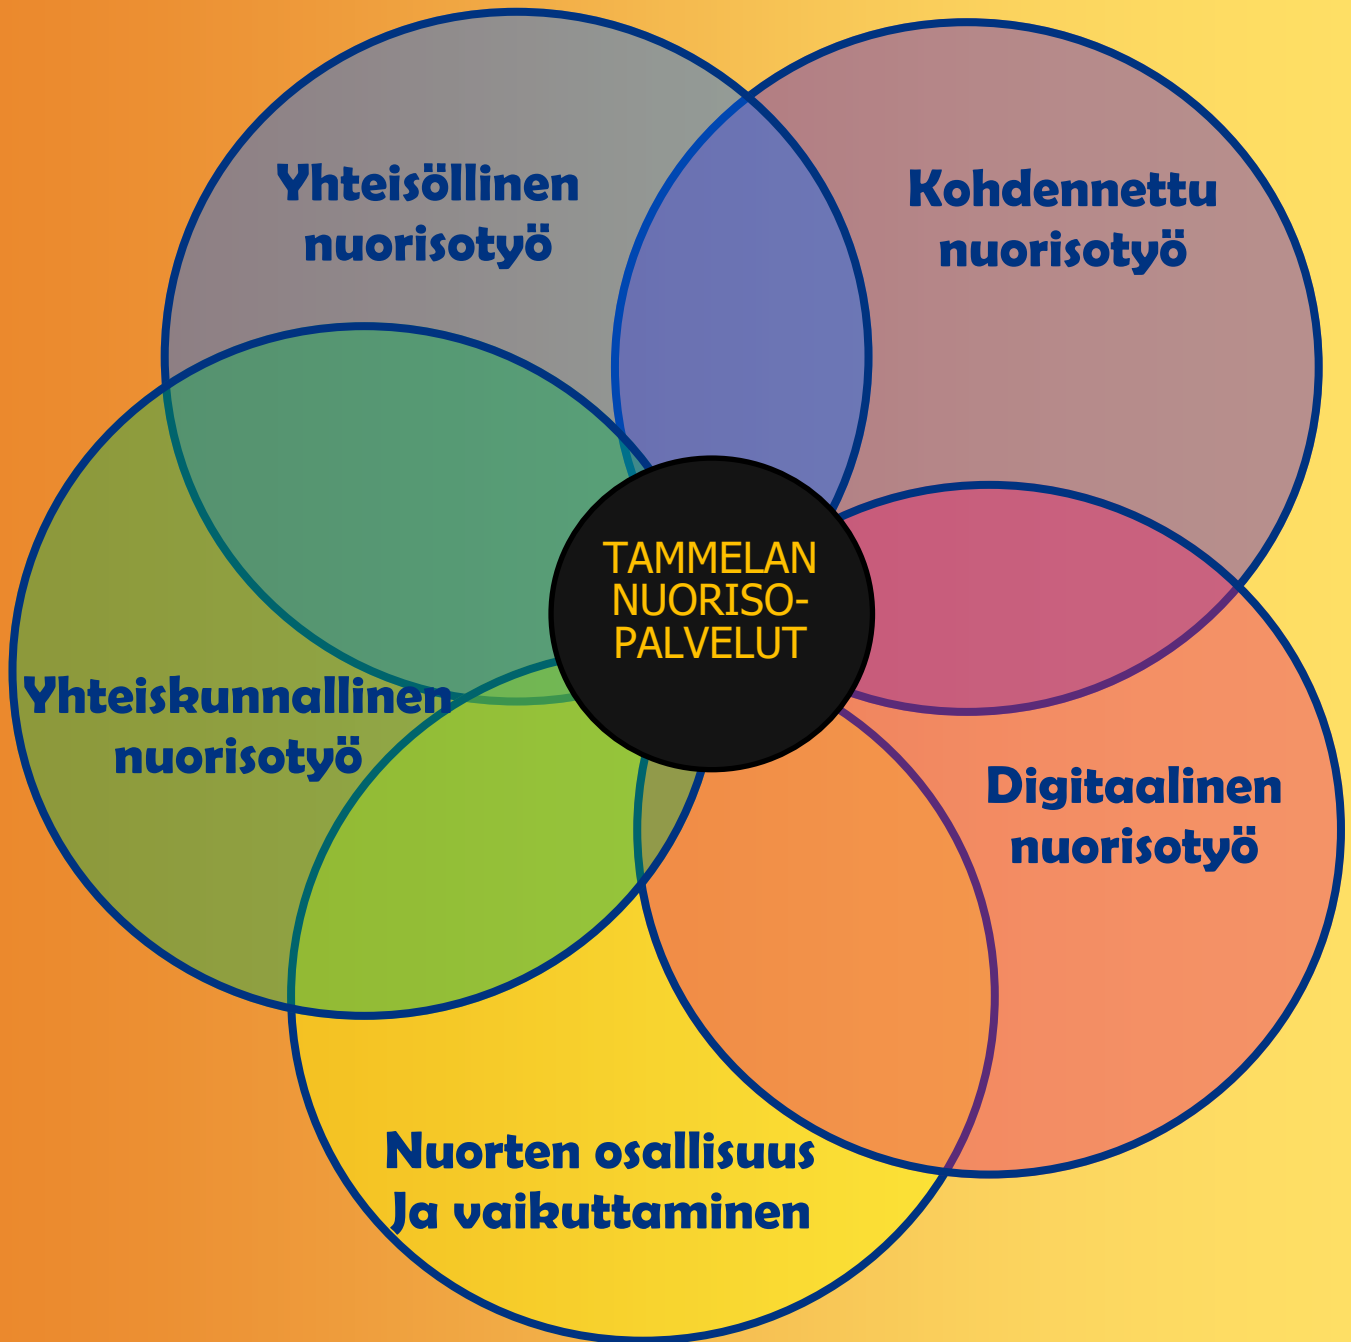 Yhteisöllinen
nuorisotyö
Kohdennettu
nuorisotyö
TAMMELAN
NUORISO-
PALVELUT
Yhteiskunnallinen
nuorisotyö
Digitaalinen
nuorisotyö
Nuorten osallisuus
Ja vaikuttaminen